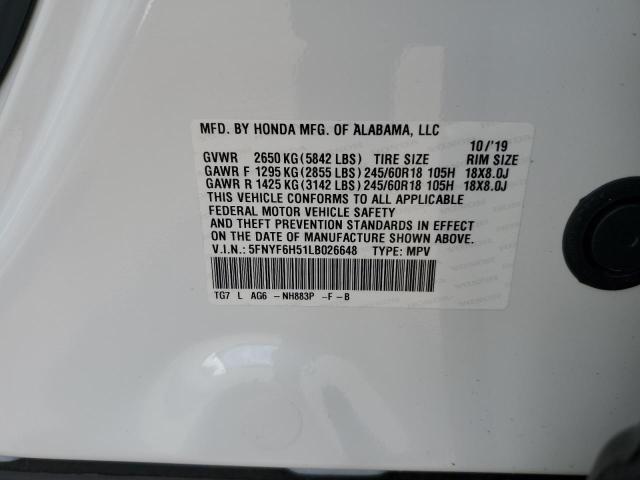 MFD. BY HONDA MFG. OF ALABAMA, LLC 10/'19
GVWR 2650 KG (5842 LBS) TIRE SIZE RIM SIZE
GAWR F 1295 KG (2855 LBS) 245/60R18 105H 18X8.0J
GAWR R 1425 KG (3142 LBS) 245/60R18 105H 18X8.0J
THIS VEHICLE CONFORMS TO ALL APPLICABLE
FEDERAL MOTOR VEHICLE SAFETY
AND THEFT PREVENTION STANDARDS IN EFFECT
ON THE DATE OF MANUFACTURE SHOWN ABOVE.
V.I.N.: 5FNYF6H51LB026648 TYPE: MPV
TG7 L AG6 -NH883P -F-B